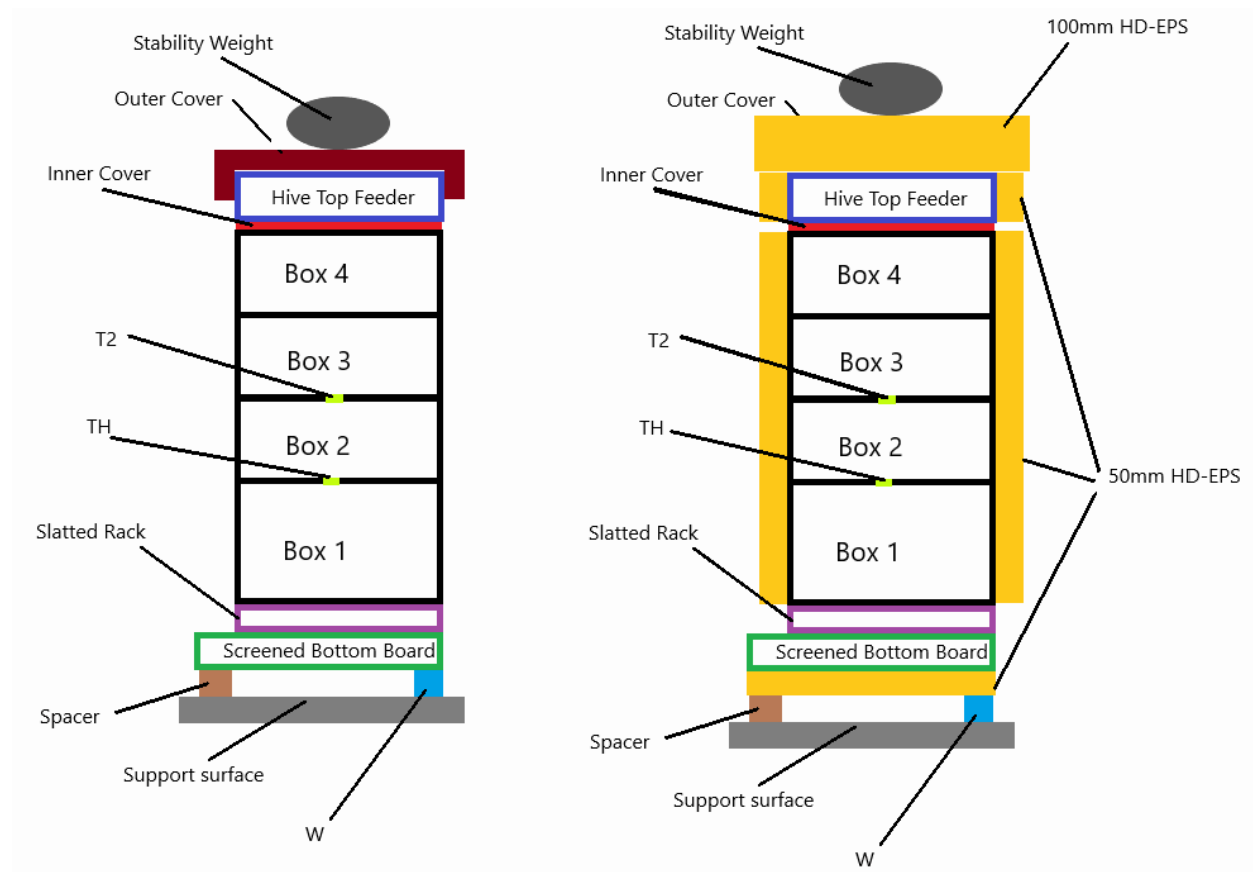 Stability Weight
Outer Cover
Inner Cover
Hive Top Feeder
Box 4
T2
Box 3
TH
Box 2
Slatted Rack
Box 1
Screened Bottom Board
Spacer
Support surface
W
Stability Weight
100mm HD-EPS
Outer Cover
Inner Cover
Hive Top Feeder
Box 4
T2
Box 3
TH
Box 2
50mm HD-EPS
Slatted Rack
Box 1
Screened Bottom Board
Spacer
Support surface
W